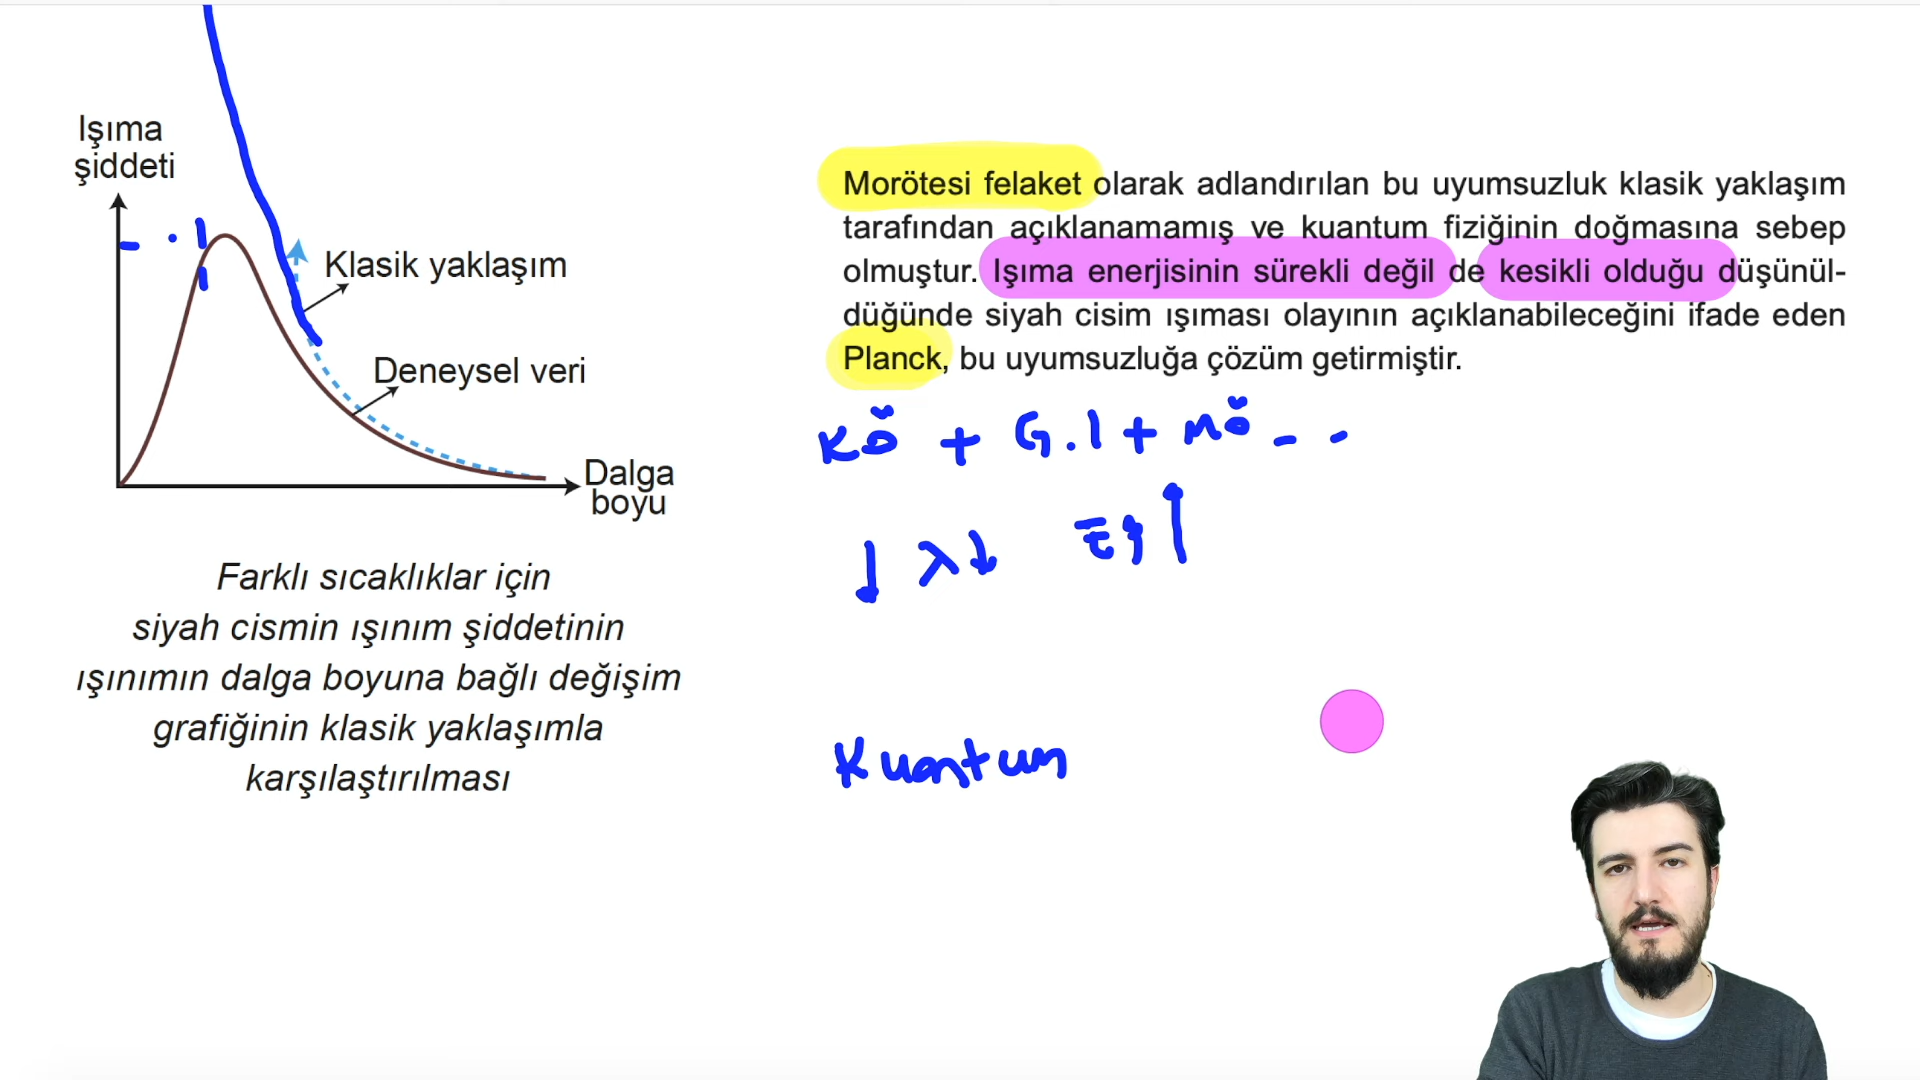 Işıma
şiddeti
Klasik yaklaşım
Deneysel veri
Dalga
boyu
Farklı sıcaklıklar için
siyah cismin ışınım şiddetinin
ışınımın dalga boyuna bağlı değişim
grafiğinin klasik yaklaşımla
karşılaştırılması
Morötesi felaket olarak adlandırılan bu uyumsuzluk klasik yaklaşım
tarafından açıklanamamış ve kuantum fiziğinin doğmasına sebep
olmuştur. Işıma enerjisinin sürekli değil de kesikli olduğu düşünül-
düğünde siyah cisim ışıması olayının açıklanabileceğini ifade eden
Planck, bu uyumsuzluğa çözüm getirmiştir.
KÖ + G.I + MÖ - -
↓ λ↓ ↑
Kuantum